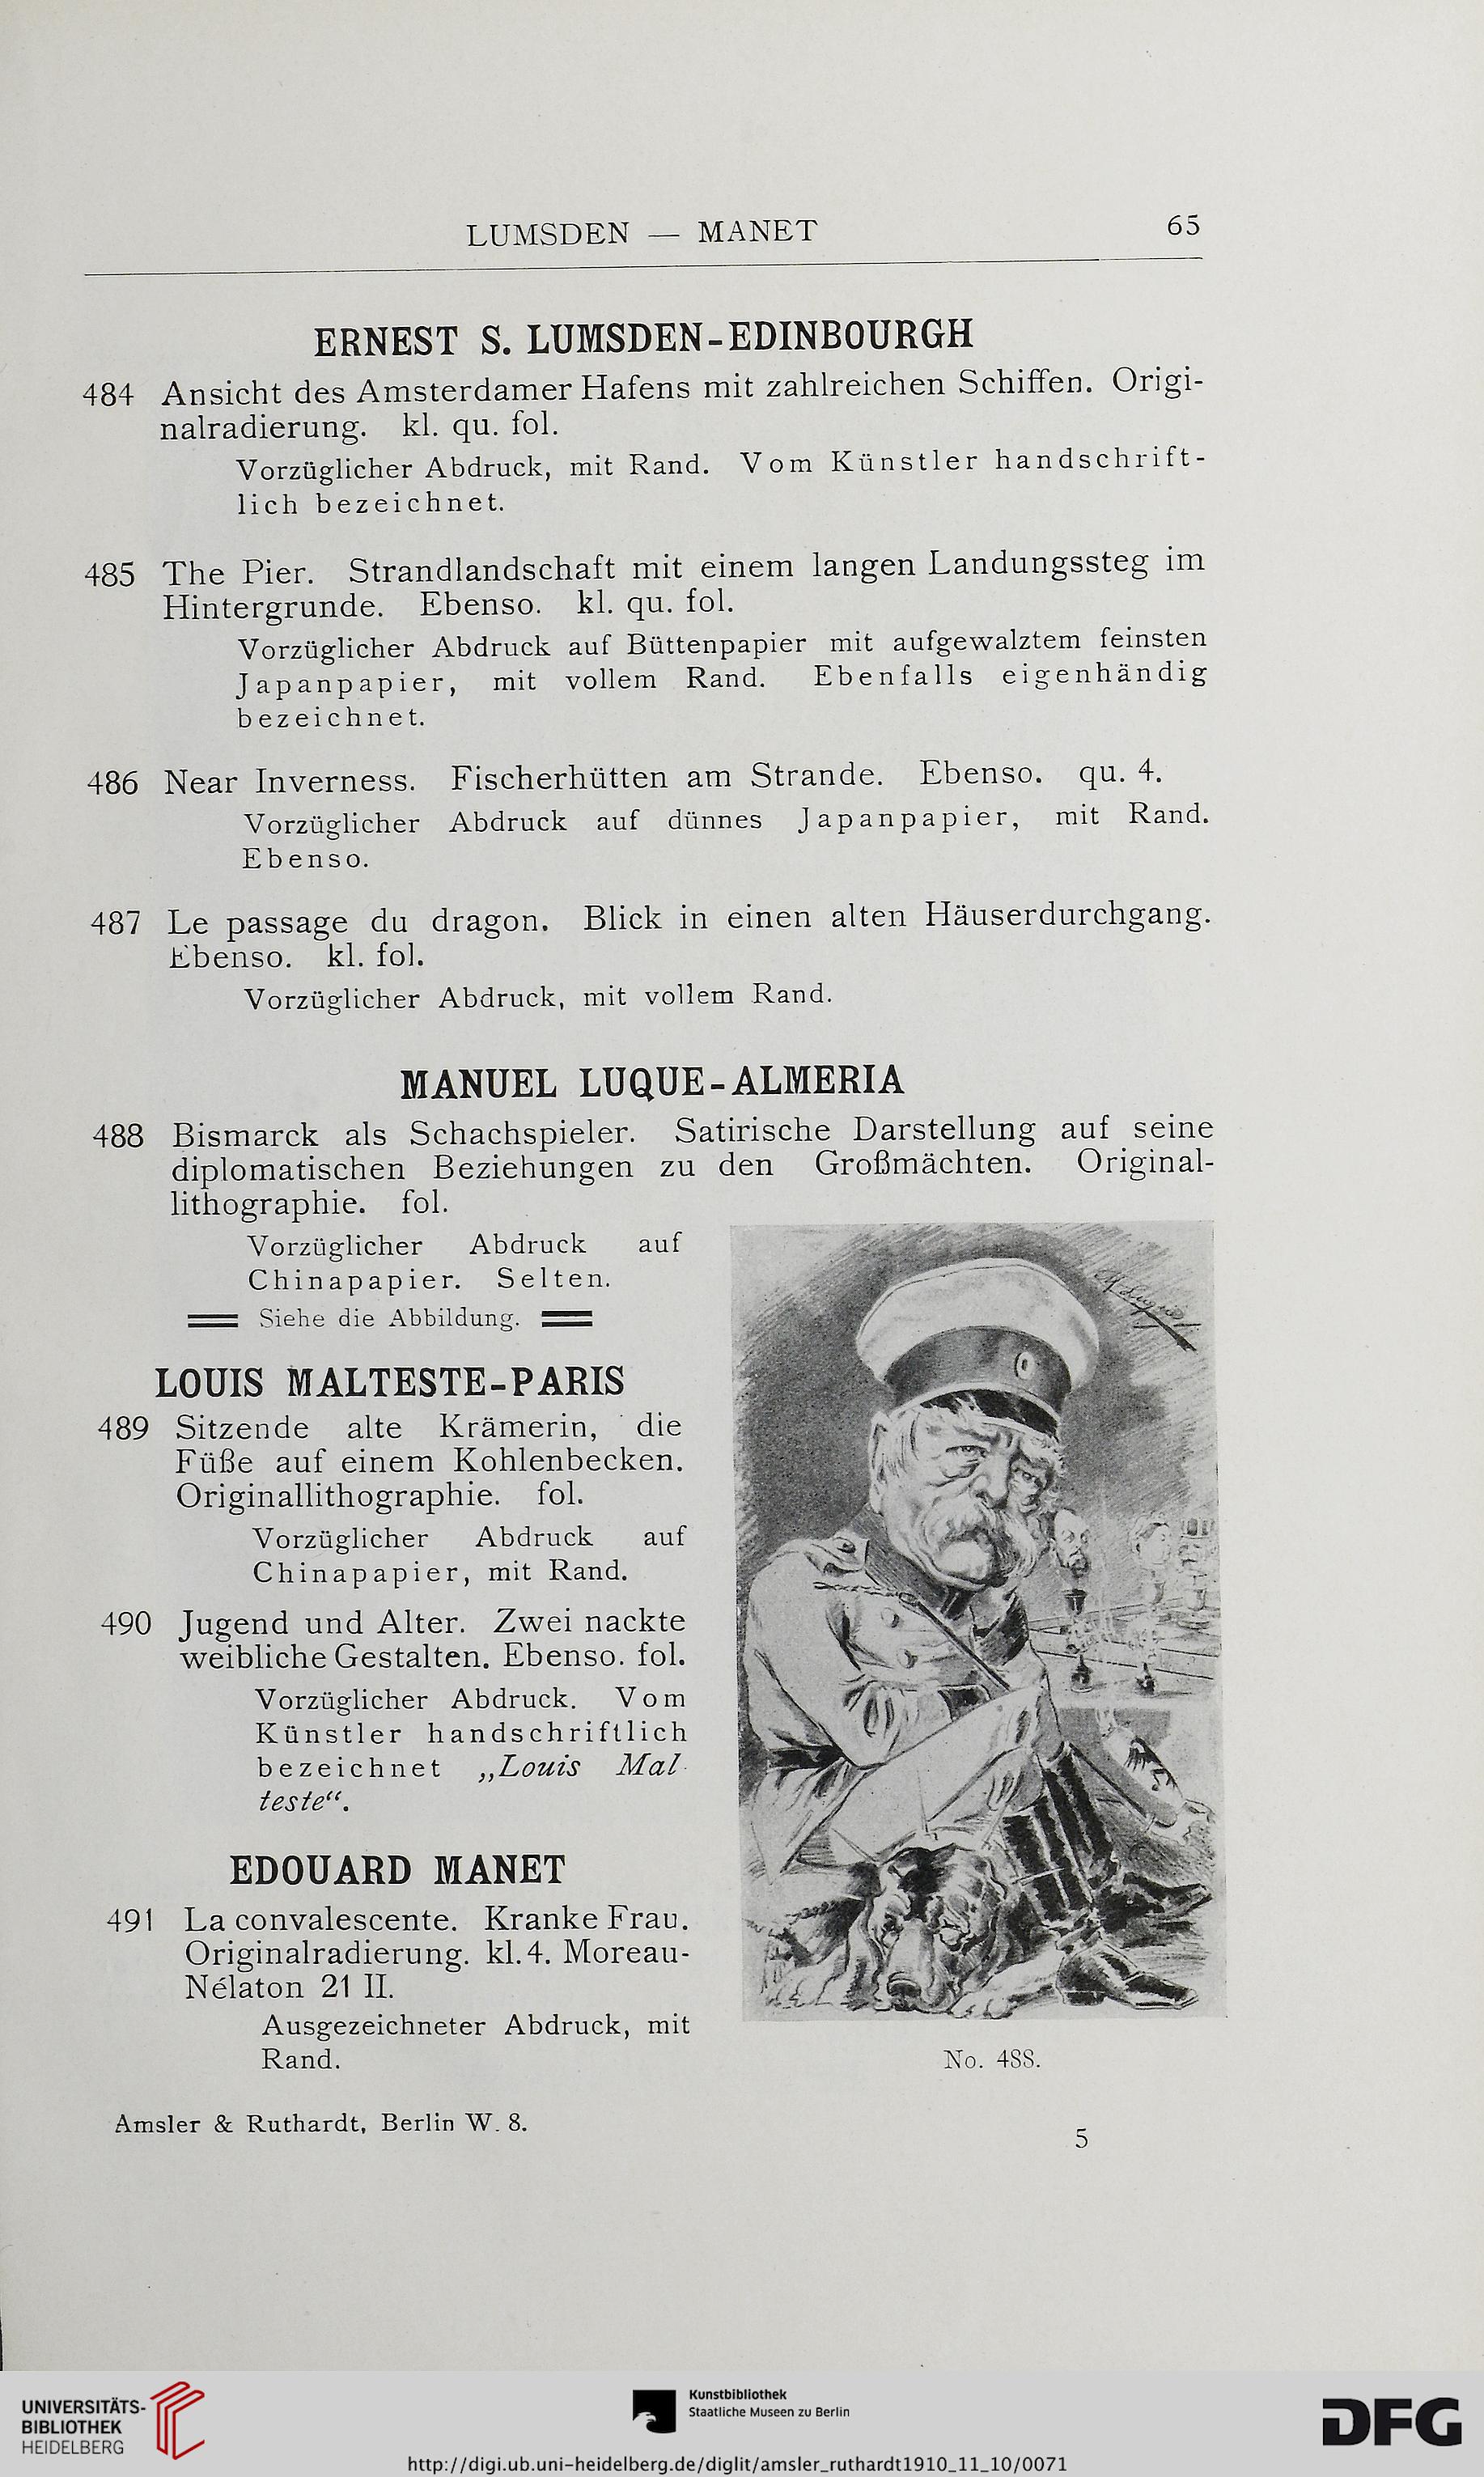 LUMSDEN — MANET 65
ERNEST S. LUMSDEN-EDINBOURGH
484 Ansicht des Amsterdamer Hafens mit zahlreichen Schiffen. Origi-
nalradierung. kl. qu. fol.
Vorzüglicher Abdruck, mit Rand. Vom Künstler handschrift-
lich bezeichnet.
485 The Pier. Strandlandschaft mit einem langen Landungssteg im
Hintergrunde. Ebenso. kl. qu. fol.
Vorzüglicher Abdruck auf Büttenpapier mit aufgewalztem feinsten
Japanpapier, mit vollem Rand. Ebenfalls eigenhändig
bezeichnet.
486 Near Inverness. Fischerhütten am Strande. Ebenso. qu. 4.
Vorzüglicher Abdruck auf dünnes Japanpapier, mit Rand.
Ebenso.
487 Le passage du dragon. Blick in einen alten Häuserdurchgang.
Ebenso. kl. fol.
Vorzüglicher Abdruck, mit vollem Rand.
MANUEL LUQUE-ALMERIA
488 Bismarck als Schachspieler. Satirische Darstellung auf seine
diplomatischen Beziehungen zu den Großmächten. Original-
lithographie. fol.
Vorzüglicher Abdruck auf
Chinapapier. Selten.
Siehe die Abbildung.
LOUIS MALTESTE-PARIS
489 Sitzende alte Krämerin, die
Füße auf einem Kohlenbecken.
Originallithographie. fol.
Vorzüglicher Abdruck auf
Chinapapier, mit Rand.
490 Jugend und Alter. Zwei nackte
weibliche Gestalten. Ebenso. fol.
Vorzüglicher Abdruck. Vom
Künstler handschriftlich
bezeichnet „Louis Mal-
teste“.
EDOUARD MANET
491 La convalescente. Kranke Frau.
Originalradierung. kl. 4. Moreau-
Nélaton 21 II.
Ausgezeichneter Abdruck, mit
Rand.
No. 488.
Amsler & Ruthardt, Berlin W. 8.
5
UNIVERSITÄTS-
BIBLIOTHEK
HEIDELBERG
Kunstbibliothek
Staatliche Museen zu Berlin
DFG
http://digi.ub.uni-heidelberg.de/diglit/amsler_ruthardt1910_11_10/0071